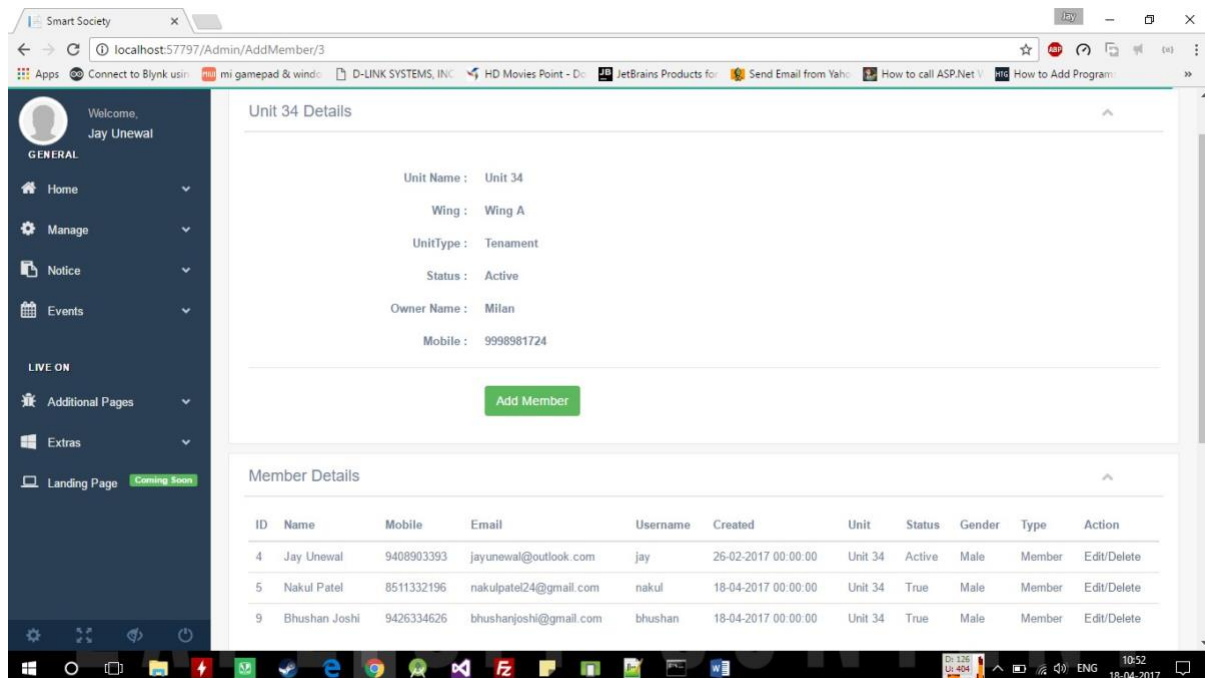 Smart Society
Jay
localhost:57797/Admin/AddMember/3
Apps Connect to Blynk usin mi gamepad & windo D-LINK SYSTEMS, INC HD Movies Point - Do JetBrains Products for Send Email from Yaho How to call ASP.Net How to Add Program
Welcome,
Jay Unewal
GENERAL
Home
Manage
Notice
Events
LIVE ON
Additional Pages
Extras
Landing Page Coming Soon
Unit 34 Details
Unit Name : Unit 34
Wing : Wing A
UnitType : Tenament
Status : Active
Owner Name : Milan
Mobile : 9998981724
Add Member
Member Details
ID Name Mobile Email Username Created Unit Status Gender Type Action
4 Jay Unewal 9408903393 jayunewal@outlook.com jay 26-02-2017 00:00:00 Unit 34 Active Male Member Edit/Delete
5 Nakul Patel 8511332196 nakulpatel24@gmail.com nakul 18-04-2017 00:00:00 Unit 34 True Male Member Edit/Delete
9 Bhushan Joshi 9426334626 bhushanjoshi@gmail.com bhushan 18-04-2017 00:00:00 Unit 34 True Male Member Edit/Delete
D: 126
U: 404
ENG
10:52
18-04-2017